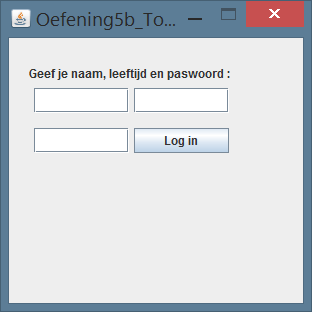 Oefening5b_To...
Geef je naam, leeftijd en paswoord :
Log in